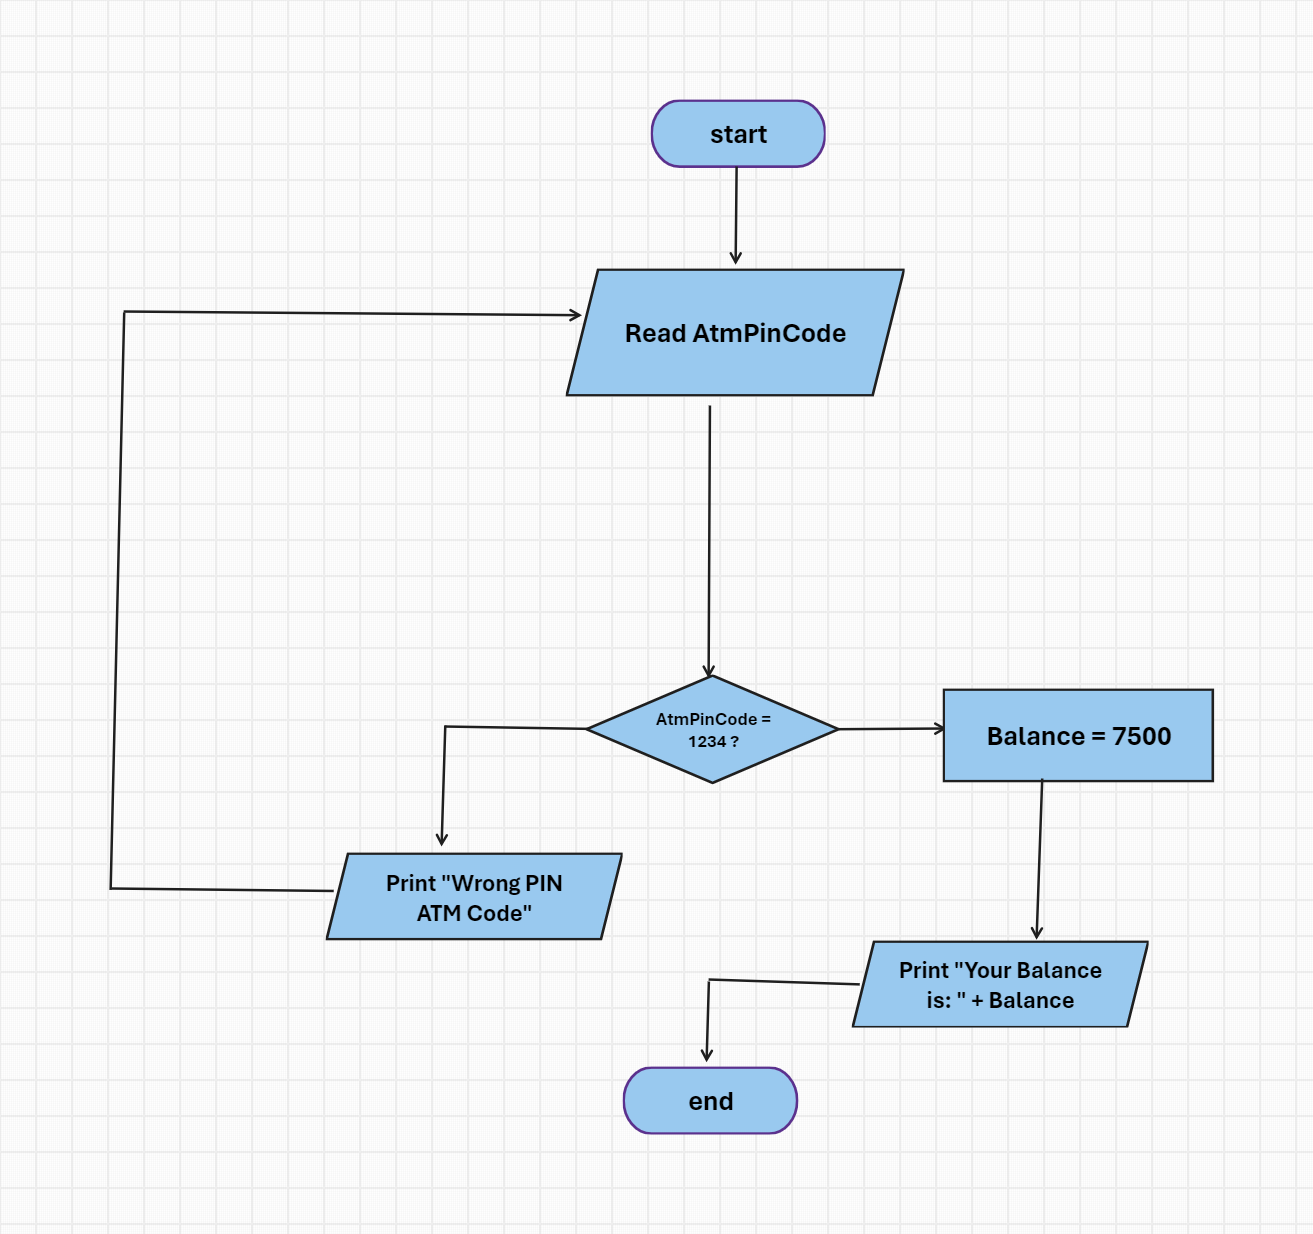 start
Read AtmPinCode
AtmPinCode =
1234 ?
Balance = 7500
Print "Wrong PIN
ATM Code"
Print "Your Balance
is: " + Balance
end